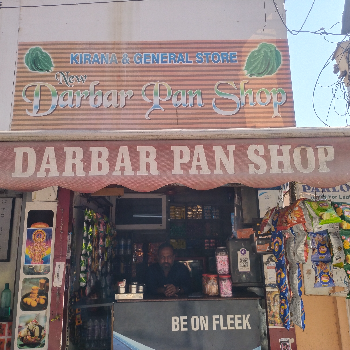 KIRANA & GENERAL STORE
New
Darbar Pan Shop
DARBAR PAN SHOP
BE ON FLEEK